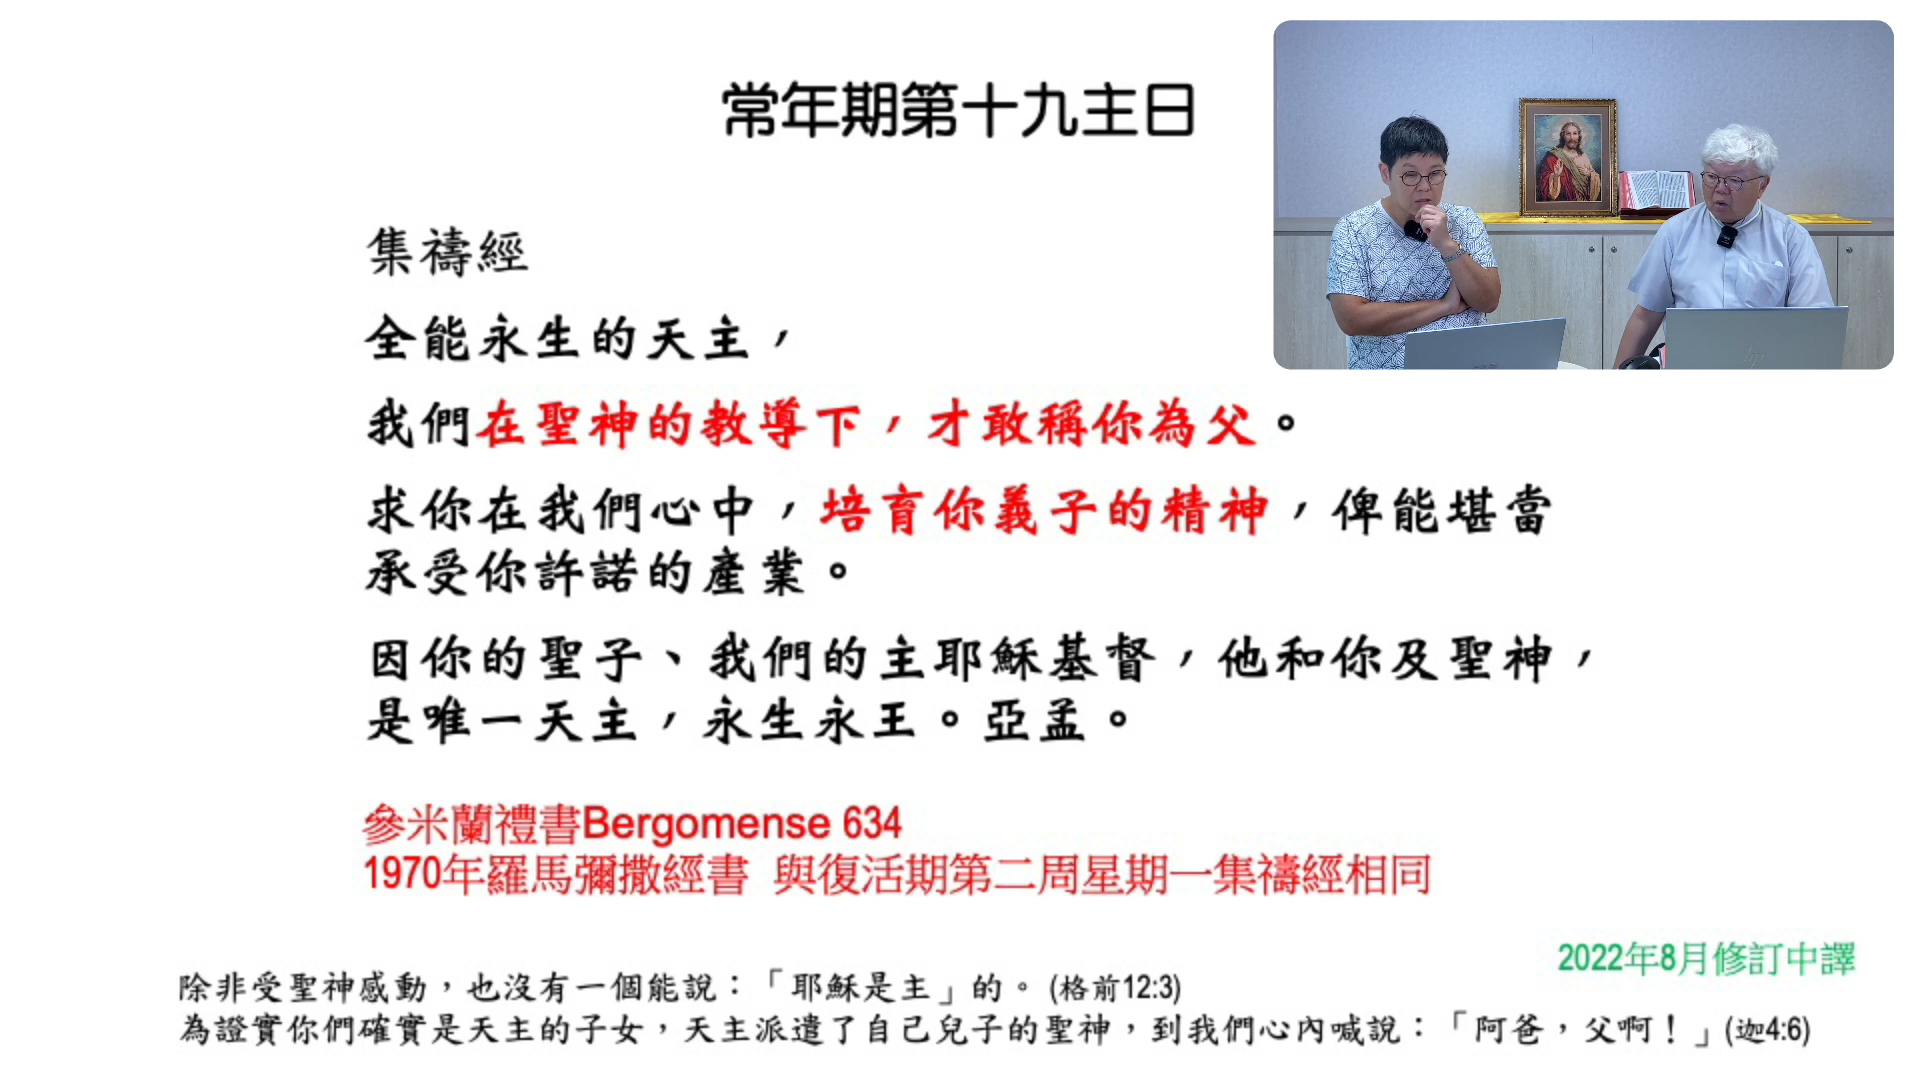 常年期第十九主日
集禱經
全能永生的天主，
我們在聖神的教導下，才敢稱你為父。
求你在我們心中，培育你義子的精神，俾能堪當
承受你許諾的產業。
因你的聖子、我們的主耶穌基督，他和你及聖神，
是唯一天主，永生永王。亞孟。
參米蘭禮書Bergomense 634
1970年羅馬彌撒經書 與復活期第二周星期一集禱經相同
2022年8月修訂中譯
除非受聖神感動，也沒有一個能說：「耶穌是主」的。 (格前12:3)
為證實你們確實是天主的子女，天主派遣了自己兒子的聖神，到我們心內喊說：「阿爸，父啊！」(迦4:6)